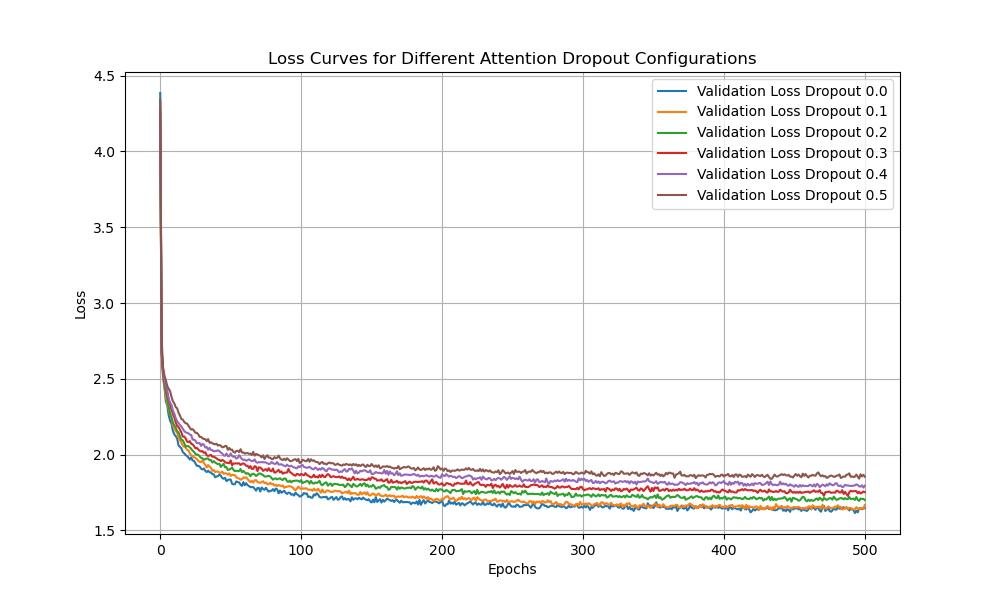 Loss Curves for Different Attention Dropout Configurations
4.5
4.0
3.5
3.0
2.5
2.0
1.5
Loss
Validation Loss Dropout 0.0
Validation Loss Dropout 0.1
Validation Loss Dropout 0.2
Validation Loss Dropout 0.3
Validation Loss Dropout 0.4
Validation Loss Dropout 0.5
0
100
200
300
400
500
Epochs